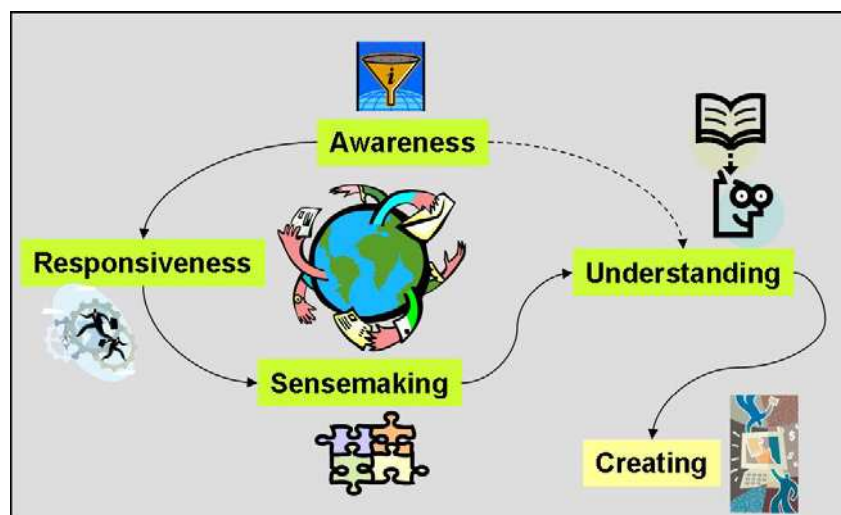 i
Awareness
Responsiveness
Understanding
Sensemaking
Creating
$